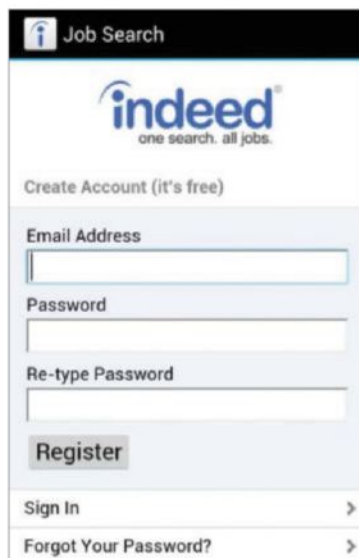 Job Search
indeed®
one search. all jobs.
Create Account (it's free)
Email Address
Password
Re-type Password
Register
Sign In
Forgot Your Password?